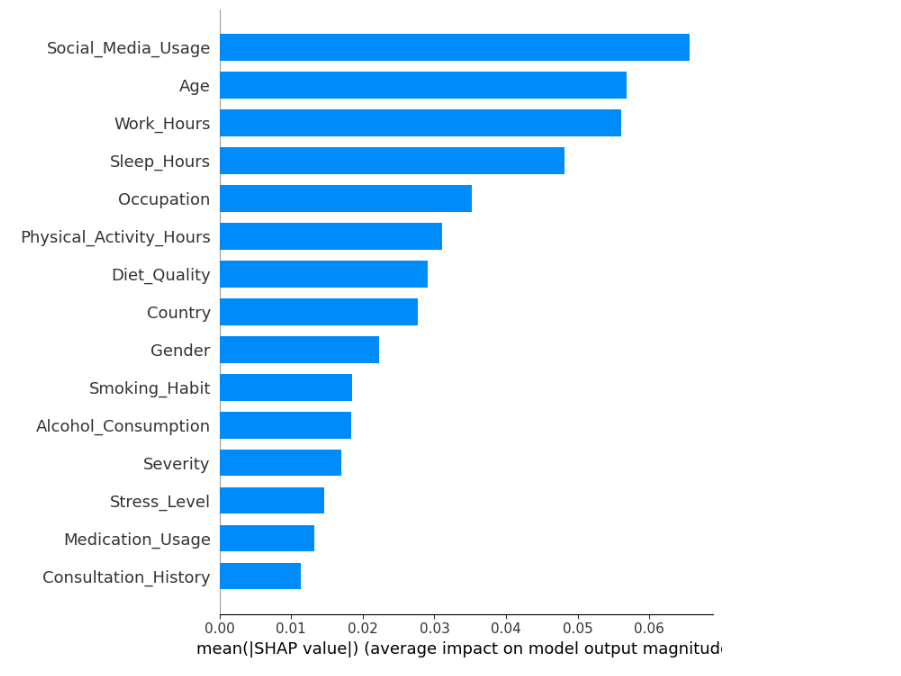 Social_Media_Usage
Age
Work_Hours
Sleep_Hours
Occupation
Physical_Activity_Hours
Diet_Quality
Country
Gender
Smoking_Habit
Alcohol_Consumption
Severity
Stress_Level
Medication_Usage
Consultation_History
0.00 0.01 0.02 0.03 0.04 0.05 0.06
mean(|SHAP value|) (average impact on model output magnitude